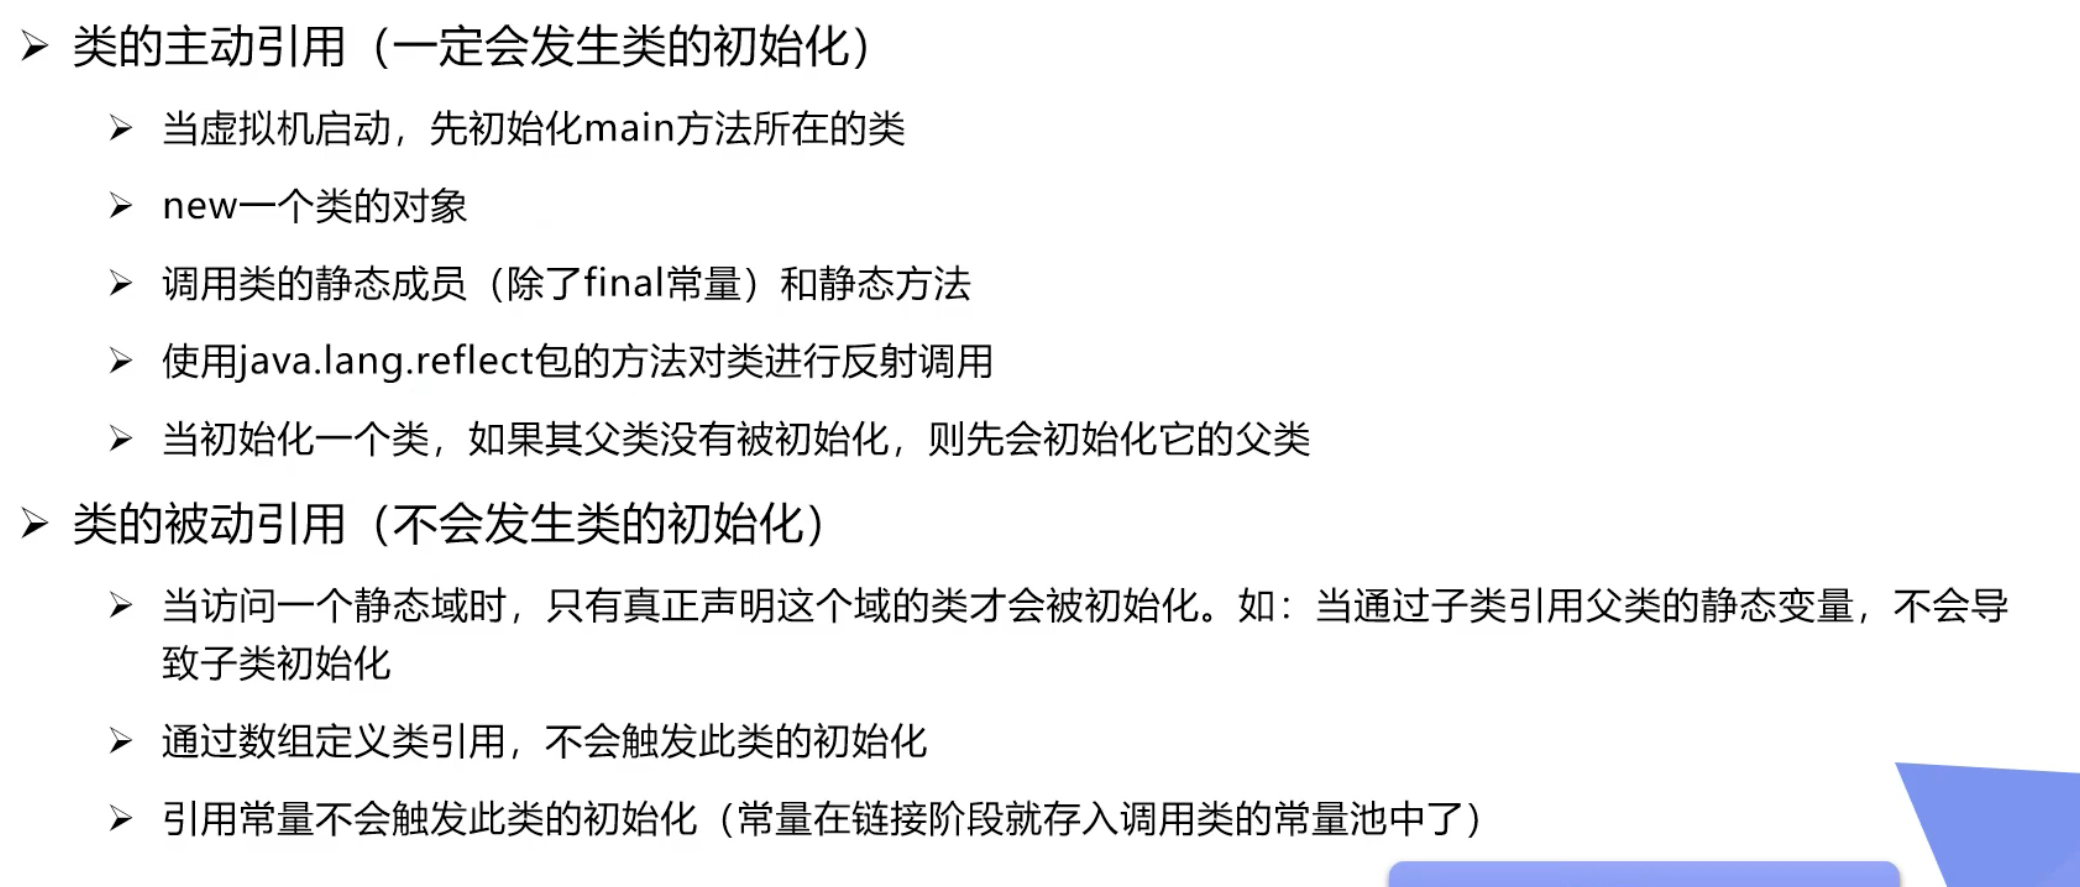 ➢ 类的主动引用（一定会发生类的初始化）
➢ 当虚拟机启动，先初始化main方法所在的类
➢ new一个类的对象
➢ 调用类的静态成员（除了final常量）和静态方法
➢ 使用java.lang.reflect包的方法对类进行反射调用
➢ 当初始化一个类，如果其父类没有被初始化，则先会初始化它的父类
➢ 类的被动引用（不会发生类的初始化）
➢ 当访问一个静态域时，只有真正声明这个域的类才会被初始化。如：当通过子类引用父类的静态变量，不会导
致子类初始化
➢ 通过数组定义类引用，不会触发此类的初始化
➢ 引用常量不会触发此类的初始化（常量在链接阶段就存入调用类的常量池中了）